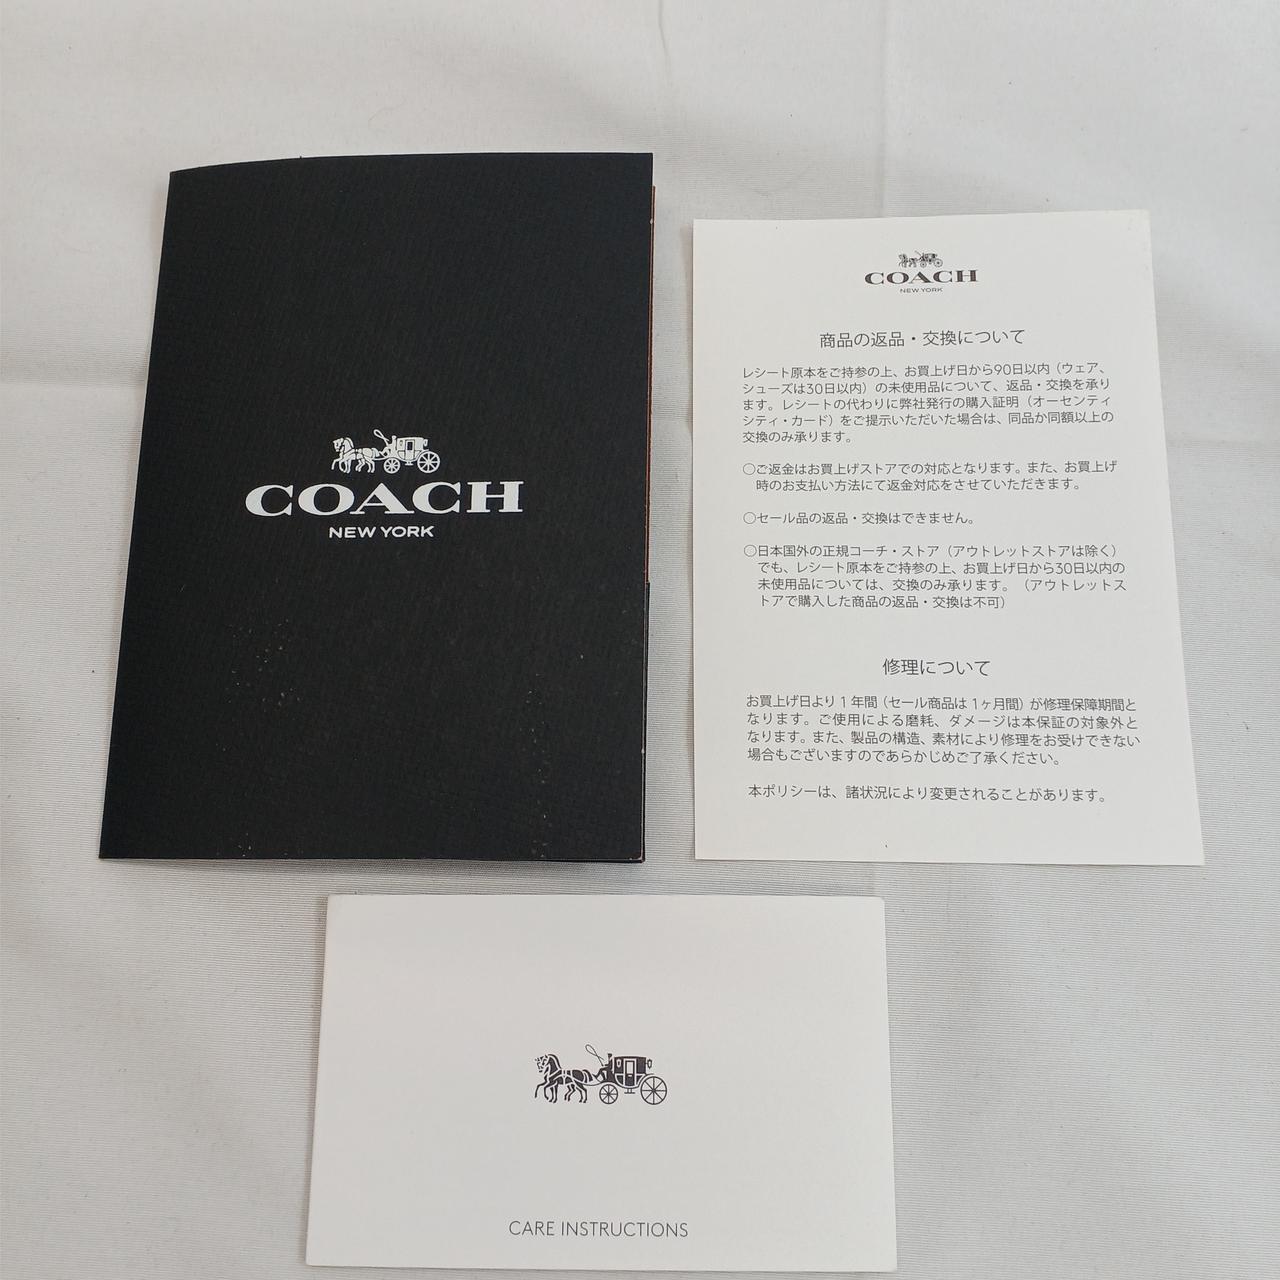 COACH
NEW YORK
COACH
NEW YORK
商品の返品・交換について
レシート原本をご持参の上、お買上げ日から90日以内（ウェア、
シューズは30日以内）の未使用品について、返品・交換を承り
ます。レシートの代わりに弊社発行の購入証明（オーセンティ
シティ・カード）をご提示いただいた場合は、同品か同額以上の
交換のみ承ります。
○ご返金はお買上げストアでの対応となります。また、お買上げ
時のお支払い方法にて返金対応をさせていただきます。
○セール品の返品・交換はできません。
○日本国外の正規コーチ・ストア（アウトレットストアは除く）
でも、レシート原本をご持参の上、お買上げ日から30日以内の
未使用品については、交換のみ承ります。（アウトレットス
トアで購入した商品の返品・交換は不可）
修理について
お買上げ日より１年間（セール商品は１ヶ月間）が修理保障期間と
なります。ご使用による磨耗、ダメージは本保証の対象外と
なります。また、製品の構造、素材により修理をお受けできない
場合もございますのであらかじめご了承ください。
本ポリシーは、諸状況により変更されることがあります。
CARE INSTRUCTIONS